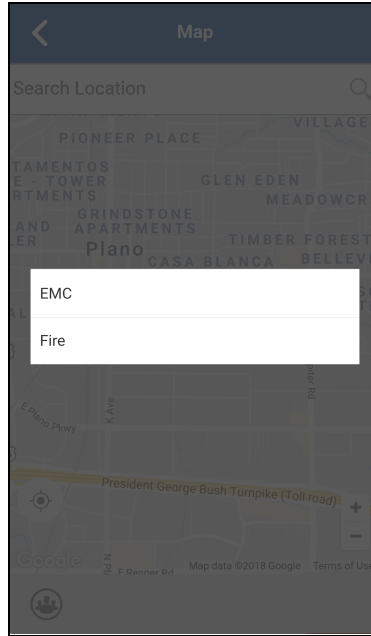 Map
Search Location
VILLAGE
PIONEER PLACE
TAMENTOS
E - TOWER
RTMENTS
GLEN EDEN
MEADOWCR
GRINDSTONE
APARTMENTS
AND
ER
Plano
TIMBER FOREST
CASA BLANCA
BELLEV
EMC
Fire
E Plano Pkwy
K Ave
President George Bush Turnpike (Toll road)
+
−
Google
N Pl
E Renner Rd
Map data ©2018 Google
Terms of Use